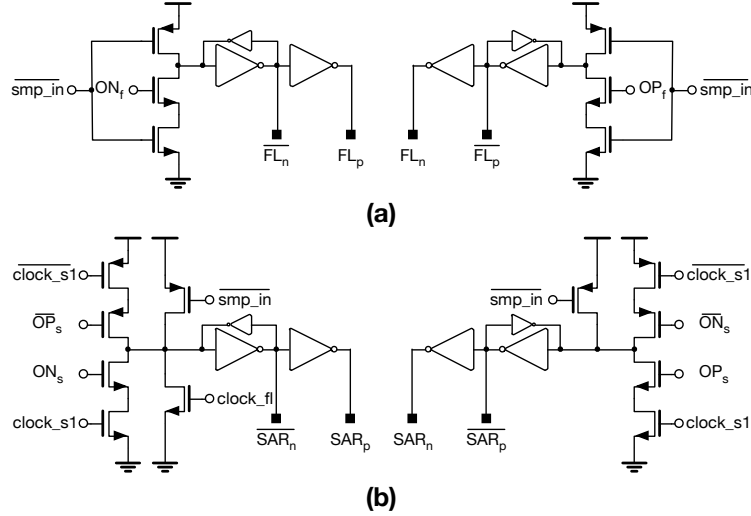 smp_in ON_f OP_f smp_in
FL_n FL_p FL_n FL_p
(a)
clock_s1 clock_s1
smp_in smp_in
OP_s ON_s
ON_s OP_s
clock_s1 clock_fl clock_s1
SAR_n SAR_p SAR_n SAR_p
(b)